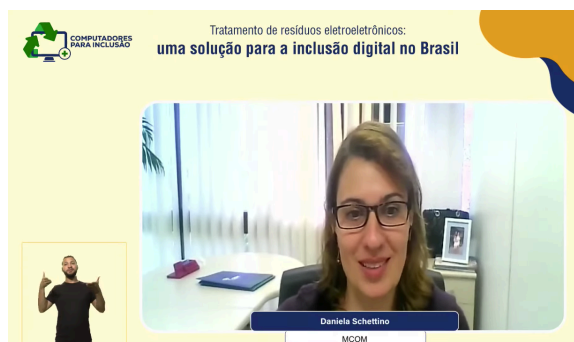 COMPUTADORES
PARA INCLUSÃO
Tratamento de resíduos eletroeletrônicos:
uma solução para a inclusão digital no Brasil
Daniela Schettino
MCOM